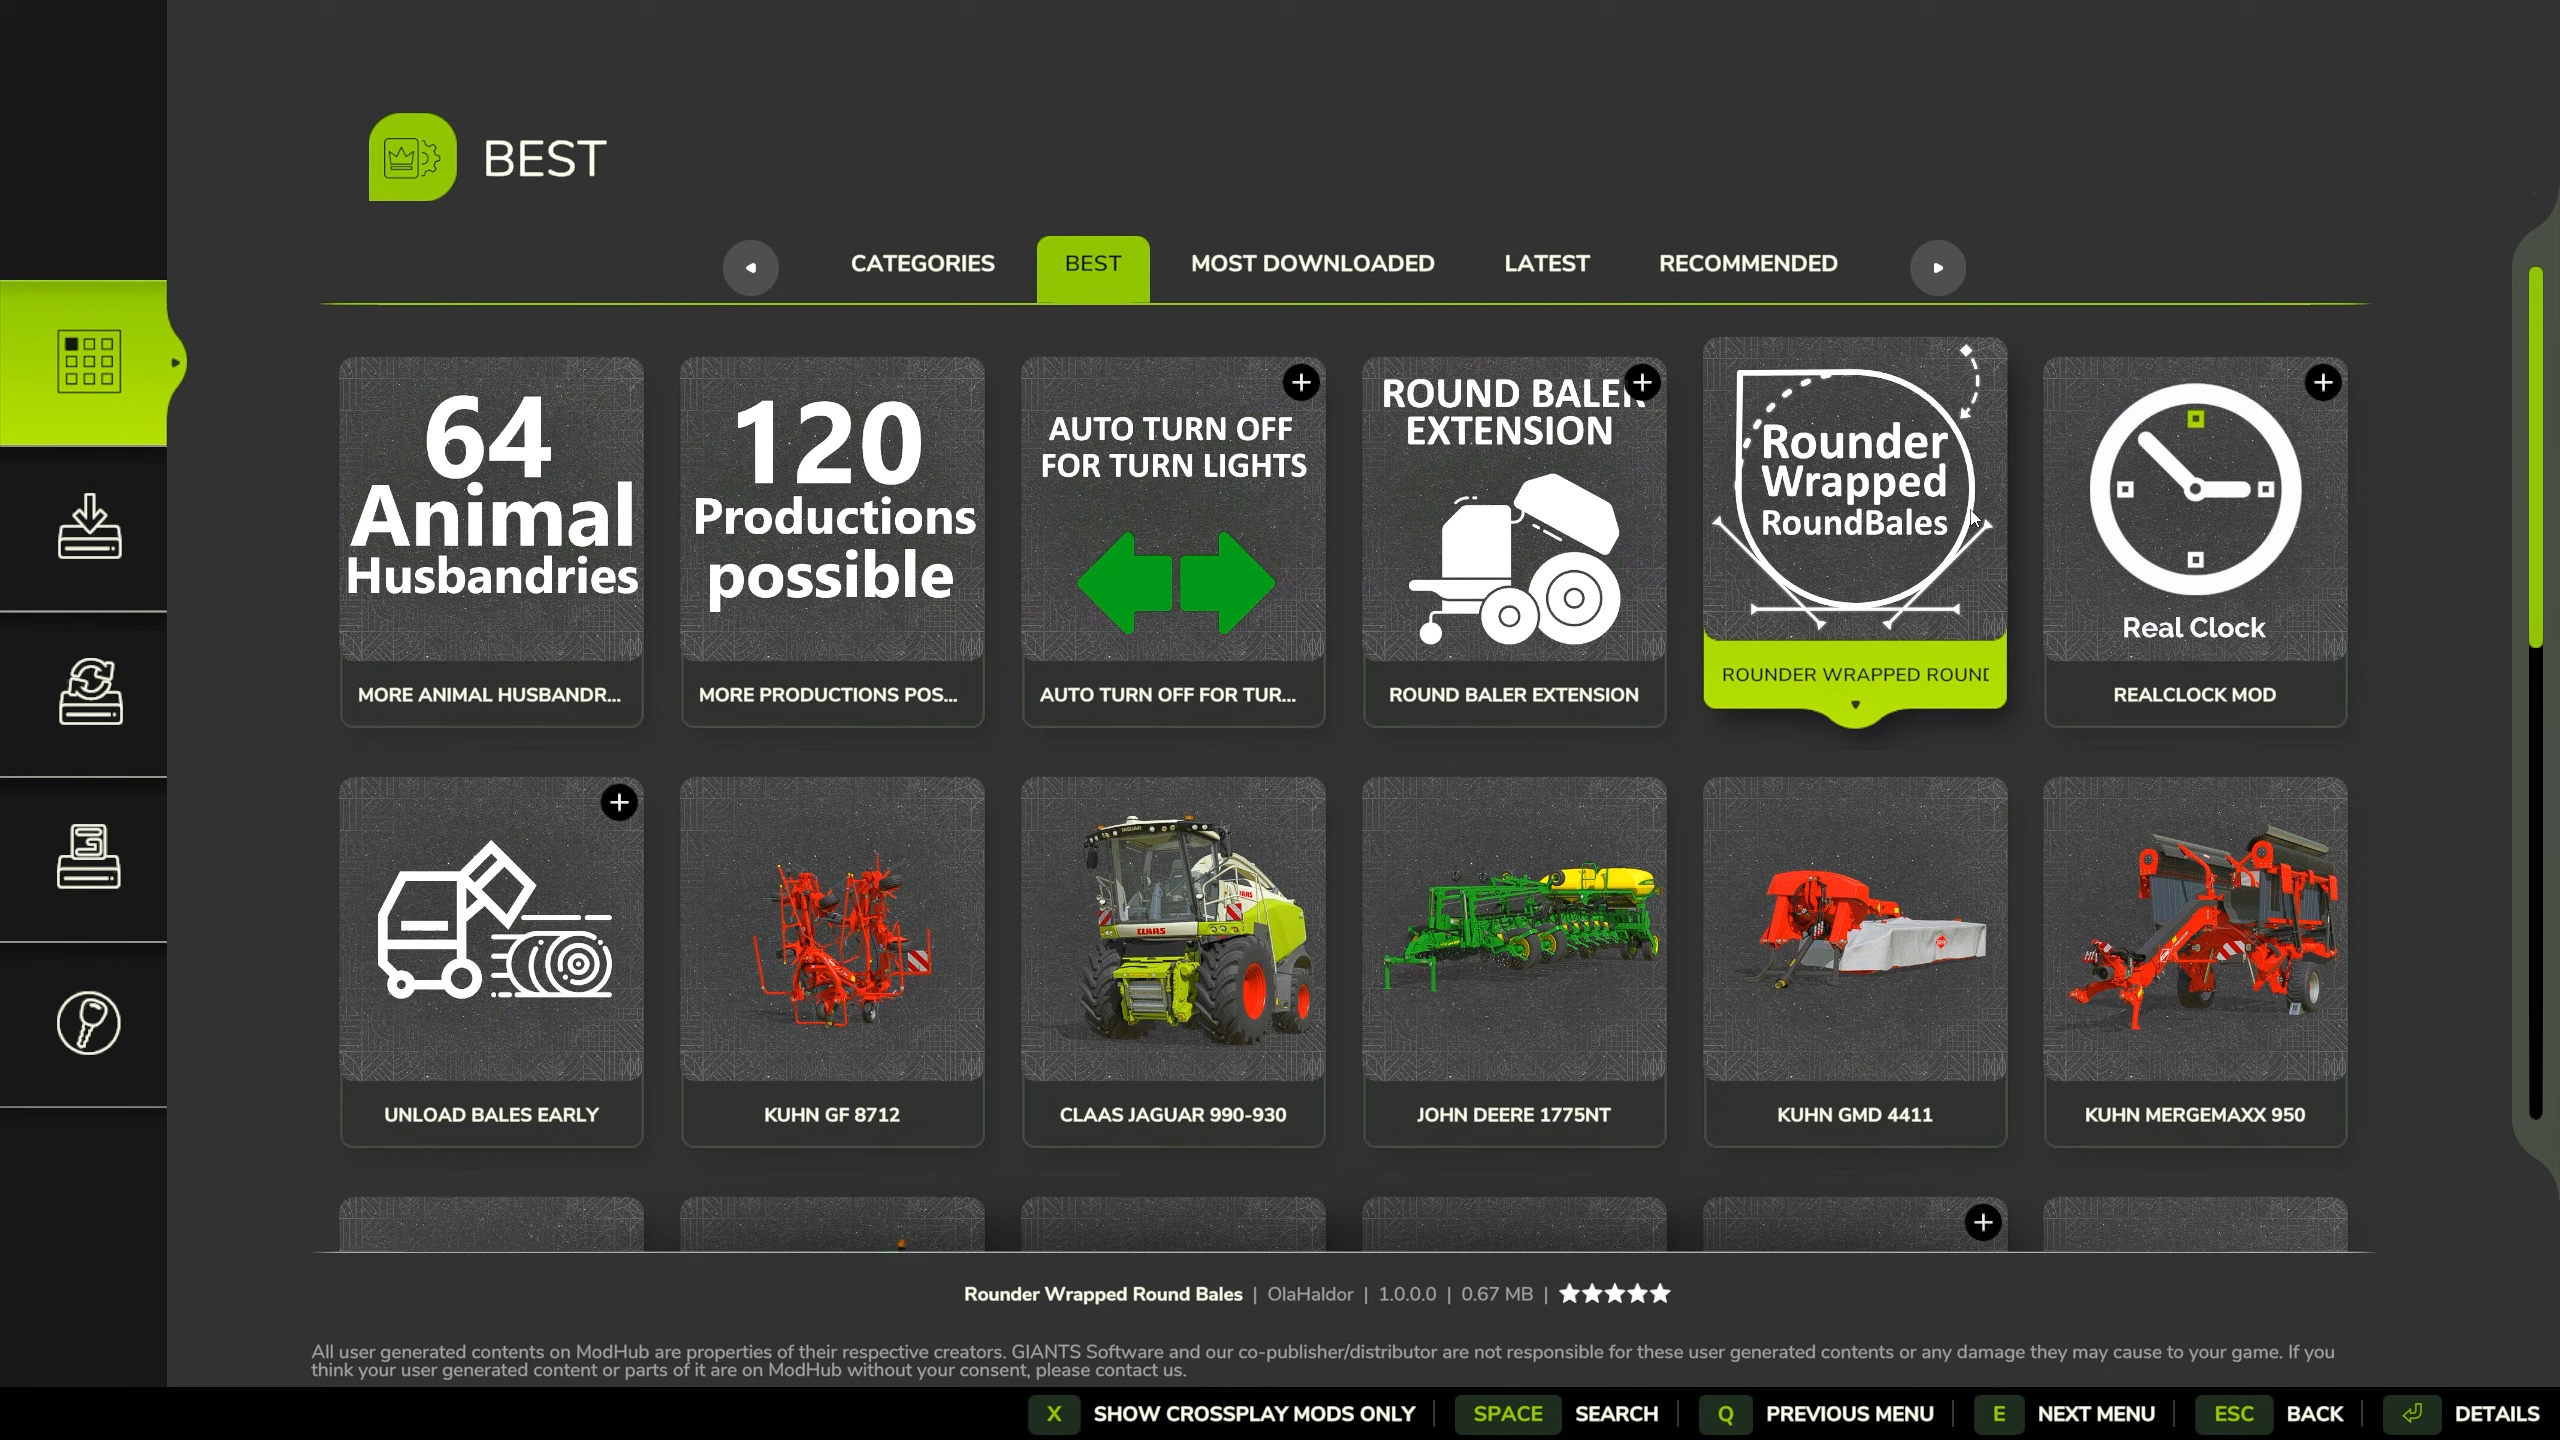 BEST
CATEGORIES
BEST
MOST DOWNLOADED
LATEST
RECOMMENDED
64
Animal
Husbandries
MORE ANIMAL HUSBANDR...
120
Productions
possible
MORE PRODUCTIONS POS...
AUTO TURN OFF
FOR TURN LIGHTS
AUTO TURN OFF FOR TUR...
ROUND BALER
EXTENSION
ROUND BALER EXTENSION
Rounder
Wrapped
RoundBales
ROUNDER WRAPPED ROUND
Real Clock
REALCLOCK MOD
UNLOAD BALES EARLY
KUHN GF 8712
CLAAS
CLAAS JAGUAR 990-930
JOHN DEERE 1775NT
KUHN GMD 4411
KUHN MERGEMAXX 950
Rounder Wrapped Round Bales | OlaHaldor | 1.0.0.0 | 0.67 MB |
All user generated contents on ModHub are properties of their respective creators. GIANTS Software and our co-publisher/distributor are not responsible for these user generated contents or any damage they may cause to your game. If you
think your user generated content or parts of it are on ModHub without your consent, please contact us.
X SHOW CROSSPLAY MODS ONLY SPACE SEARCH Q PREVIOUS MENU E NEXT MENU ESC BACK DETAILS